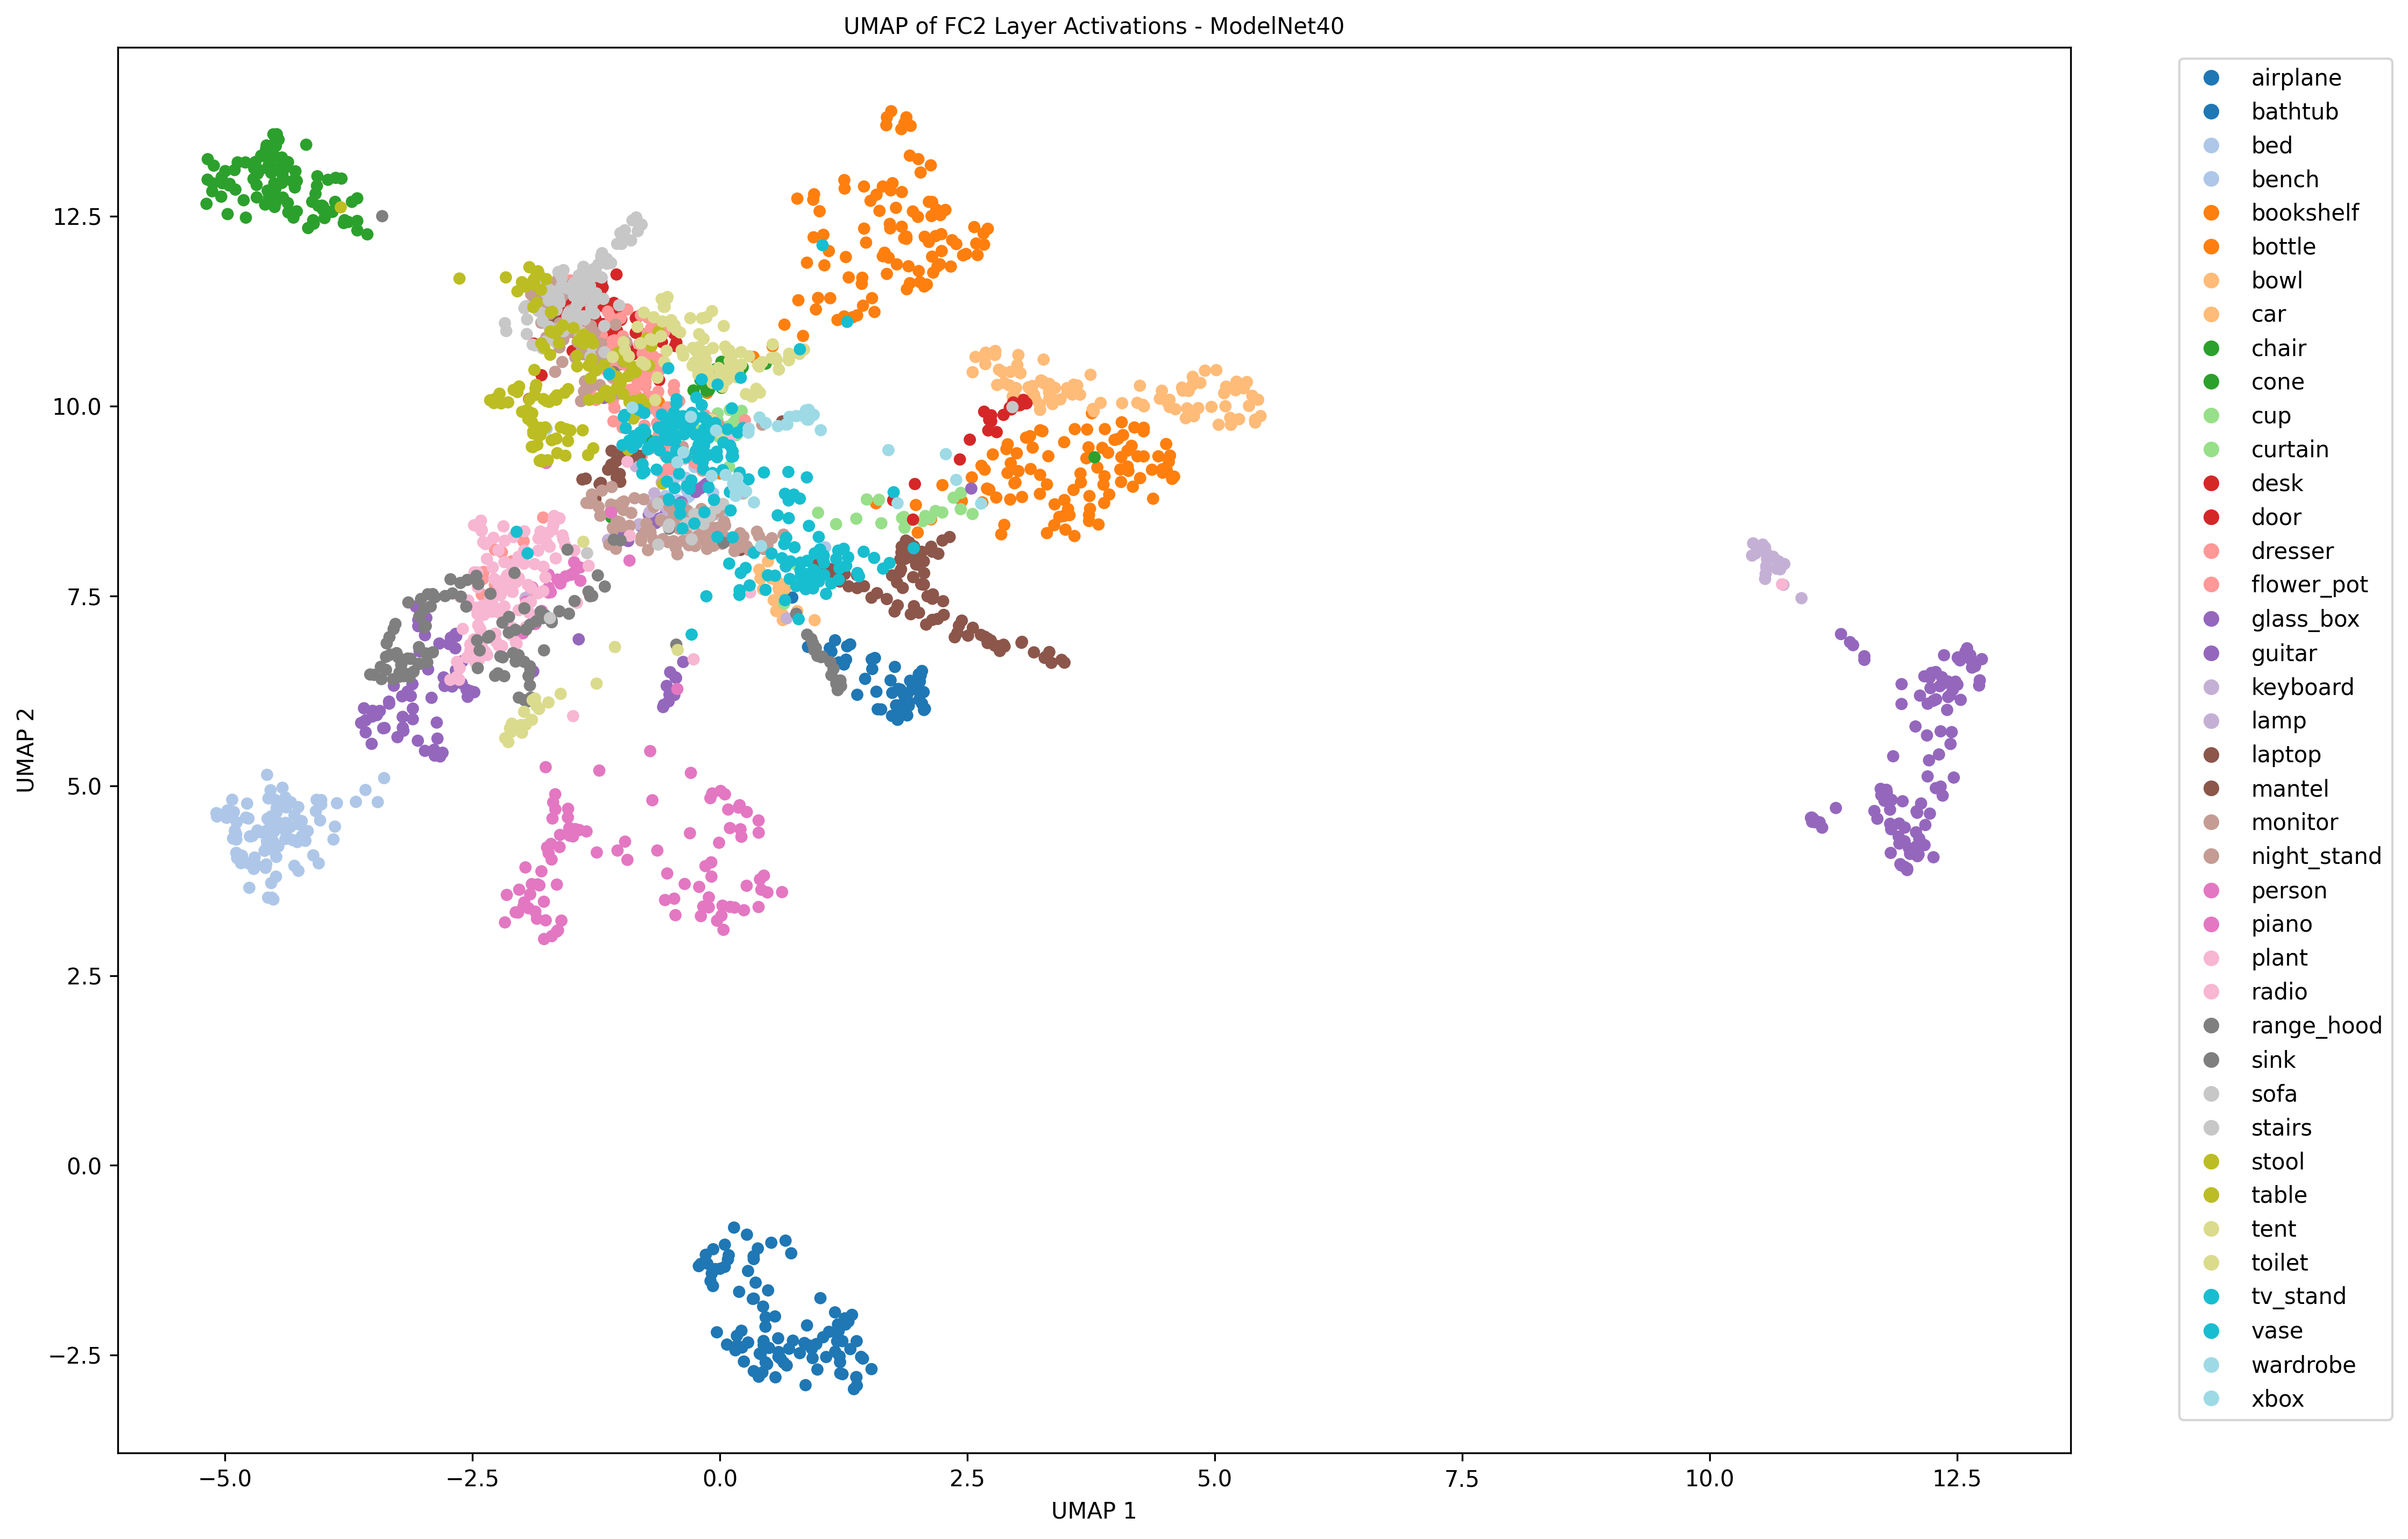 UMAP of FC2 Layer Activations - ModelNet40
airplane
bathtub
bed
bench
bookshelf
bottle
bowl
car
chair
cone
cup
curtain
desk
door
dresser
flower_pot
glass_box
guitar
keyboard
lamp
laptop
mantel
monitor
night_stand
person
piano
plant
radio
range_hood
sink
sofa
stairs
stool
table
tent
toilet
tv_stand
vase
wardrobe
xbox
UMAP 2
12.5
10.0
7.5
5.0
2.5
0.0
−2.5
−5.0 −2.5 0.0 2.5 5.0 7.5 10.0 12.5
UMAP 1